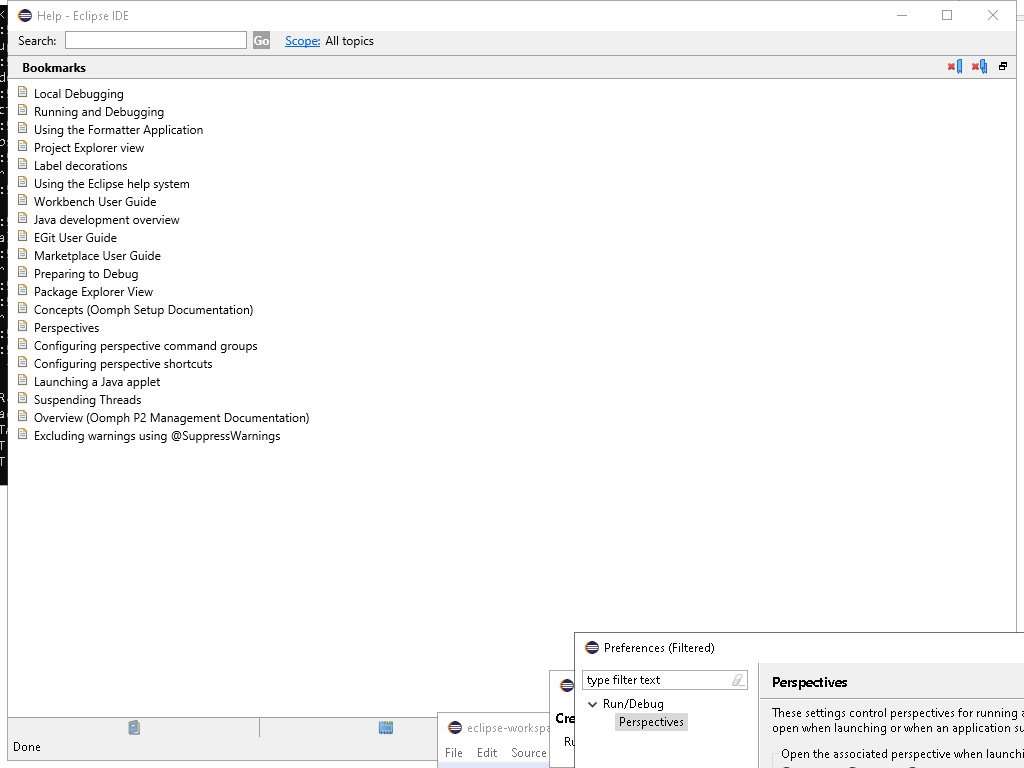 Help - Eclipse IDE
Search:
Go
Scope: All topics
Bookmarks
Local Debugging
Running and Debugging
Using the Formatter Application
Project Explorer view
Label decorations
Using the Eclipse help system
Workbench User Guide
Java development overview
EGit User Guide
Marketplace User Guide
Preparing to Debug
Package Explorer View
Concepts (Oomph Setup Documentation)
Perspectives
Configuring perspective command groups
Configuring perspective shortcuts
Launching a Java applet
Suspending Threads
Overview (Oomph P2 Management Documentation)
Excluding warnings using @SuppressWarnings
Done
eclipse-workspa
File Edit Source
Cre
Ru
Preferences (Filtered)
type filter text
Run/Debug
Perspectives
Perspectives
These settings control perspectives for running a
open when launching or when an application su
Open the associated perspective when launchi